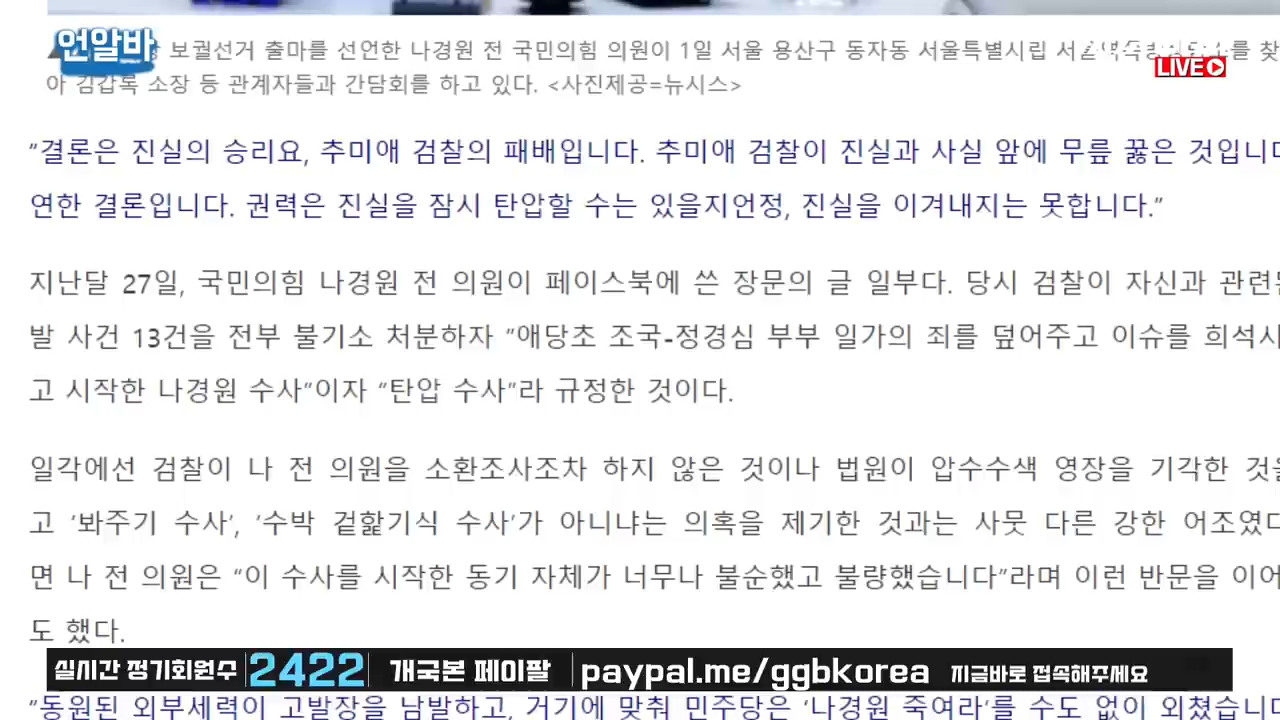 언알바
보궐선거 출마를 선언한 나경원 전 국민의힘 의원이 1일 서울 용산구 동자동 서울특별시립 찾
LIVE
아 김갑록 소장 등 관계자들과 간담회를 하고 있다. <사진제공=뉴시스>
"결론은 진실의 승리요, 추미애 검찰의 패배입니다. 추미애 검찰이 진실과 사실 앞에 무릎 꿇은 것입니다
연한 결론입니다. 권력은 진실을 잠시 탄압할 수는 있을지언정, 진실을 이겨내지는 못합니다."
지난달 27일, 국민의힘 나경원 전 의원이 페이스북에 쓴 장문의 글 일부다. 당시 검찰이 자신과 관련된
발 사건 13건을 전부 불기소 처분하자 "애당초 조국-정경심 부부 일가의 죄를 덮어주고 이슈를 희석시
고 시작한 나경원 수사"이자 "탄압 수사"라 규정한 것이다.
일각에선 검찰이 나 전 의원을 소환조사조차 하지 않은 것이나 법원이 압수수색 영장을 기각한 것을
고 '봐주기 수사', '수박 겉핥기식 수사'가 아니냐는 의혹을 제기한 것과는 사뭇 다른 강한 어조였다
면 나 전 의원은 "이 수사를 시작한 동기 자체가 너무나 불순했고 불량했습니다"라며 이런 반문을 이어
도 했다.
실시간 정기회원수 2422 개국본 페이팔 paypal.me/ggbkorea 지금바로 접속해주세요
"동원된 외부세력이 고발장을 남발하고, 거기에 맞춰 민주당은 '나경원 죽여라'를 수도 없이 외쳤습니다